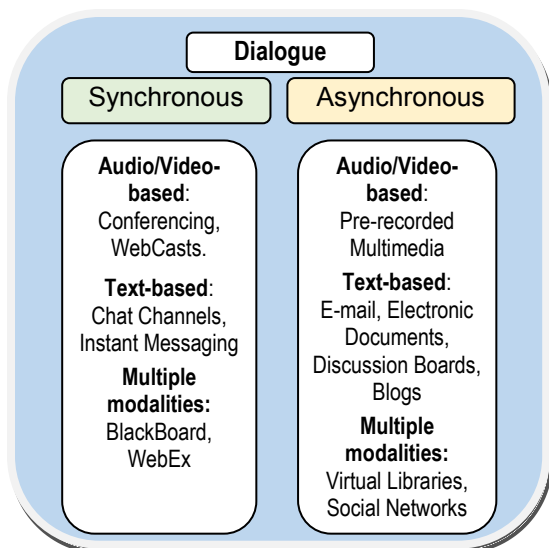 Dialogue
Synchronous
Asynchronous
Audio/Video-
based:
Conferencing,
WebCasts.
Text-based:
Chat Channels,
Instant Messaging
Multiple
modalities:
BlackBoard,
WebEx
Audio/Video-
based:
Pre-recorded
Multimedia
Text-based:
E-mail, Electronic
Documents,
Discussion Boards,
Blogs
Multiple
modalities:
Virtual Libraries,
Social Networks